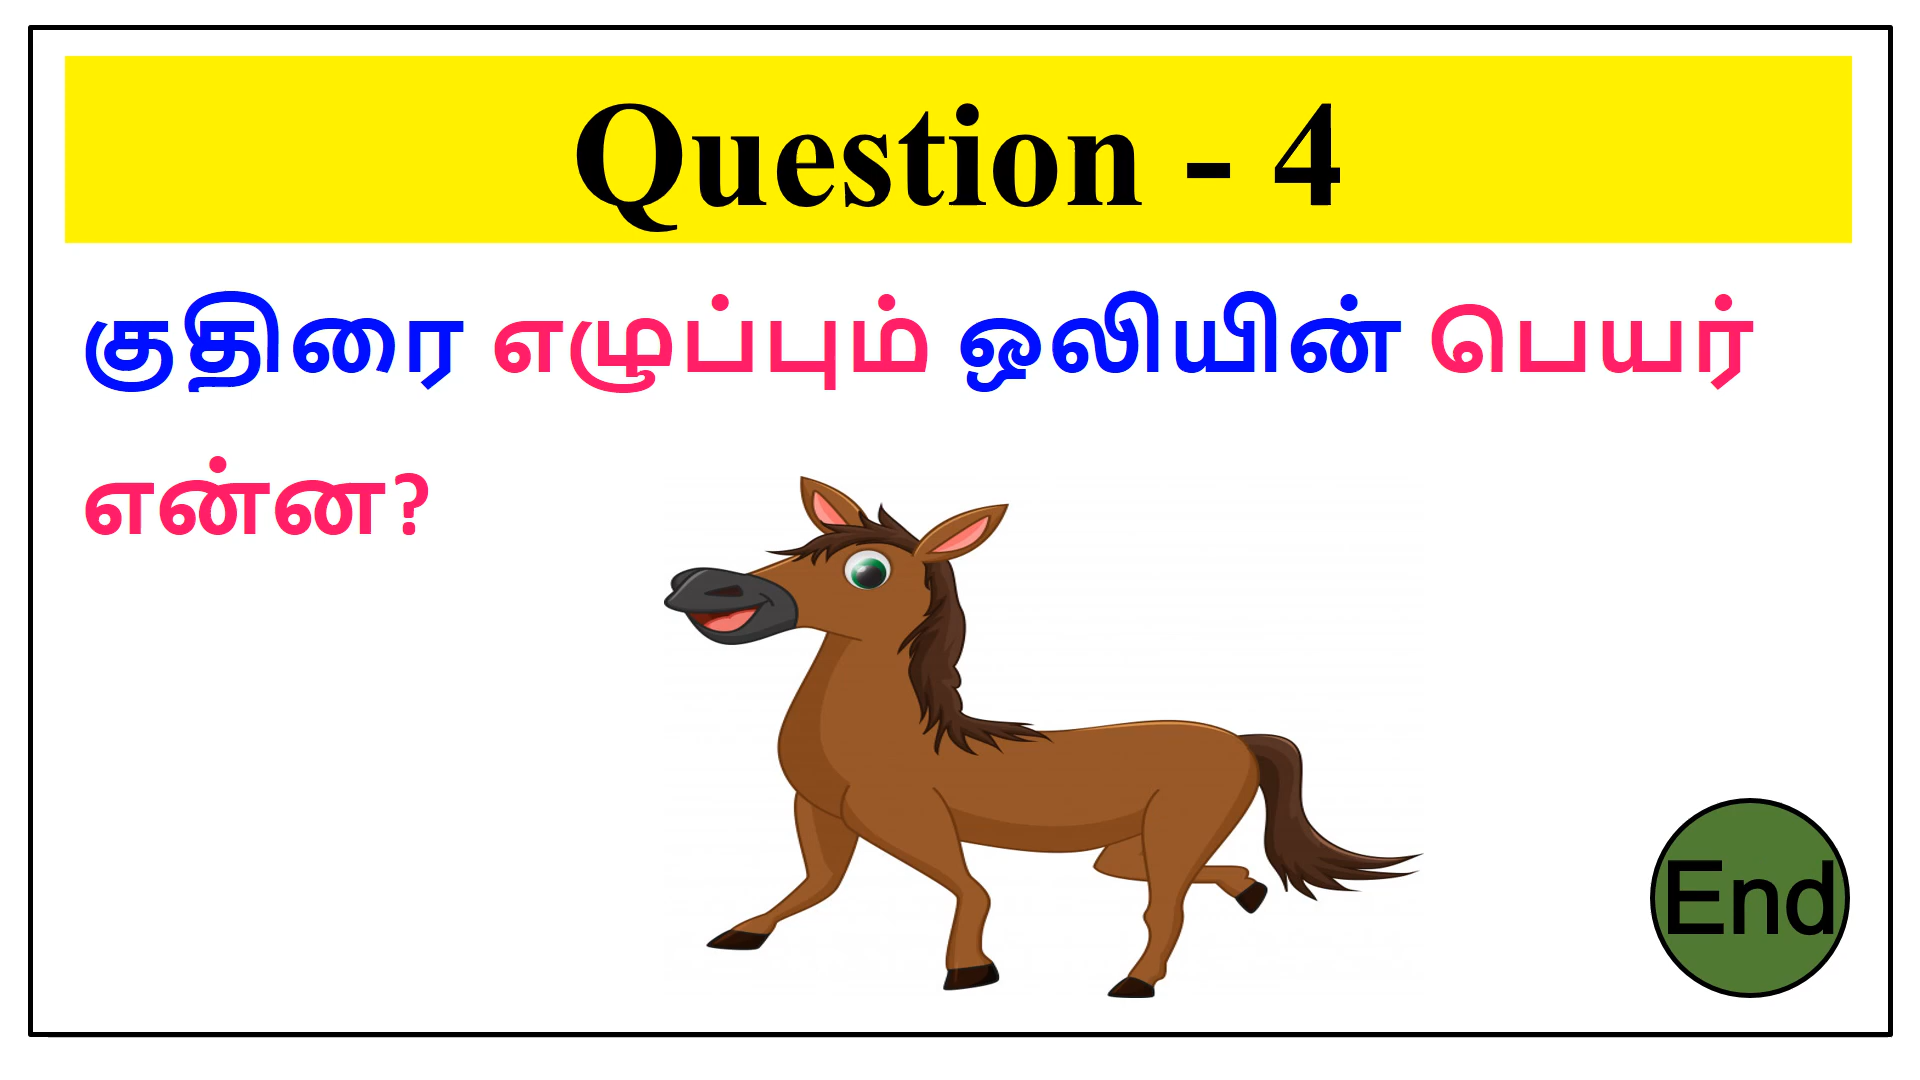 Question - 4
குதிரை எழுப்பும் ஒலியின் பெயர்
என்ன?
End